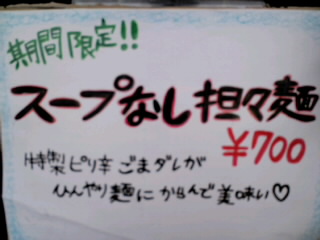 期間限定!!
スープなし担々麺
¥700
特製ピリ辛ごまダレが
ひんやり麺にからんで美味い♡